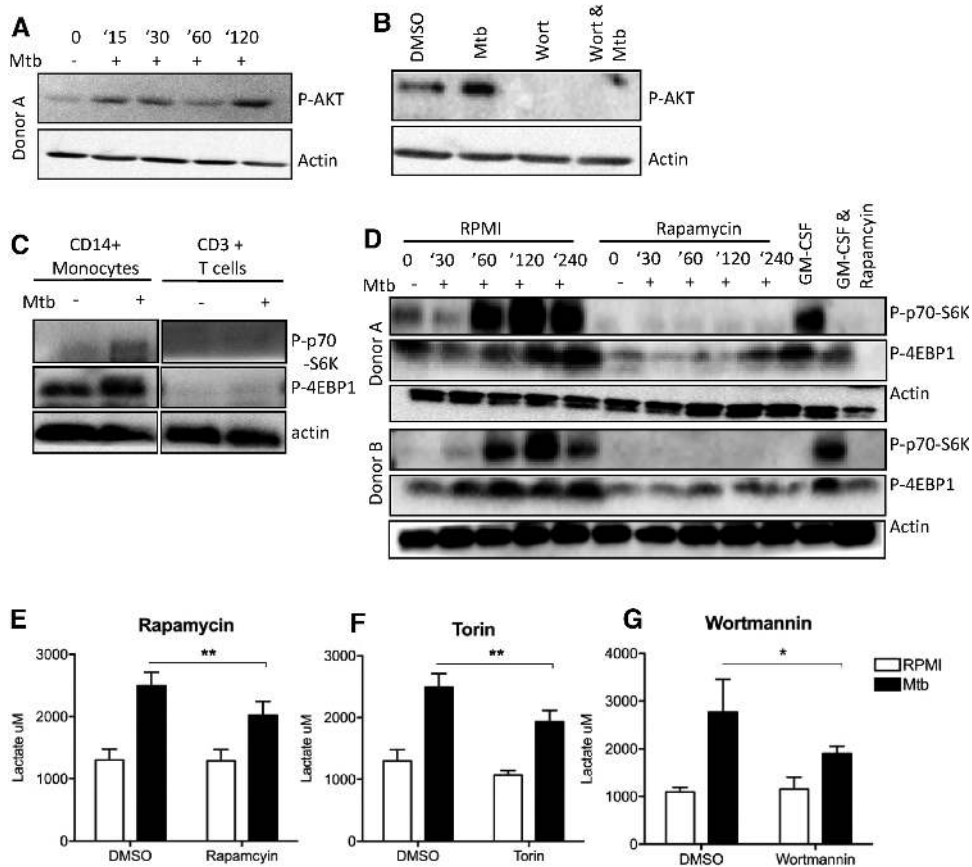 A
0 ‘15 ‘30 ‘60 ‘120
Mtb - + + + +
Donor A
P-AKT
Actin
B
DMSO Mtb Wort Wort & Mtb
P-AKT
Actin
C
CD14+ Monocytes
CD3 + T cells
Mtb - + - +
P-p70
-S6K
P-4EBP1
actin
D
RPMI Rapamycin GM-CSF GM-CSF & Rapamcyin
0 ‘30 ‘60 ‘120 ‘240 0 ‘30 ‘60 ‘120 ‘240
Mtb - + + + + - + + + +
Donor A
P-p70-S6K
P-4EBP1
Actin
Donor B
P-p70-S6K
P-4EBP1
Actin
E
Rapamycin
**
Lactate uM
3000
2000
1000
0
DMSO Rapamcyin
F
Torin
**
Lactate uM
3000
2000
1000
0
DMSO Torin
G
Wortmannin
*
Lactate uM
4000
3000
2000
1000
0
DMSO Wortmannin
RPMI
Mtb